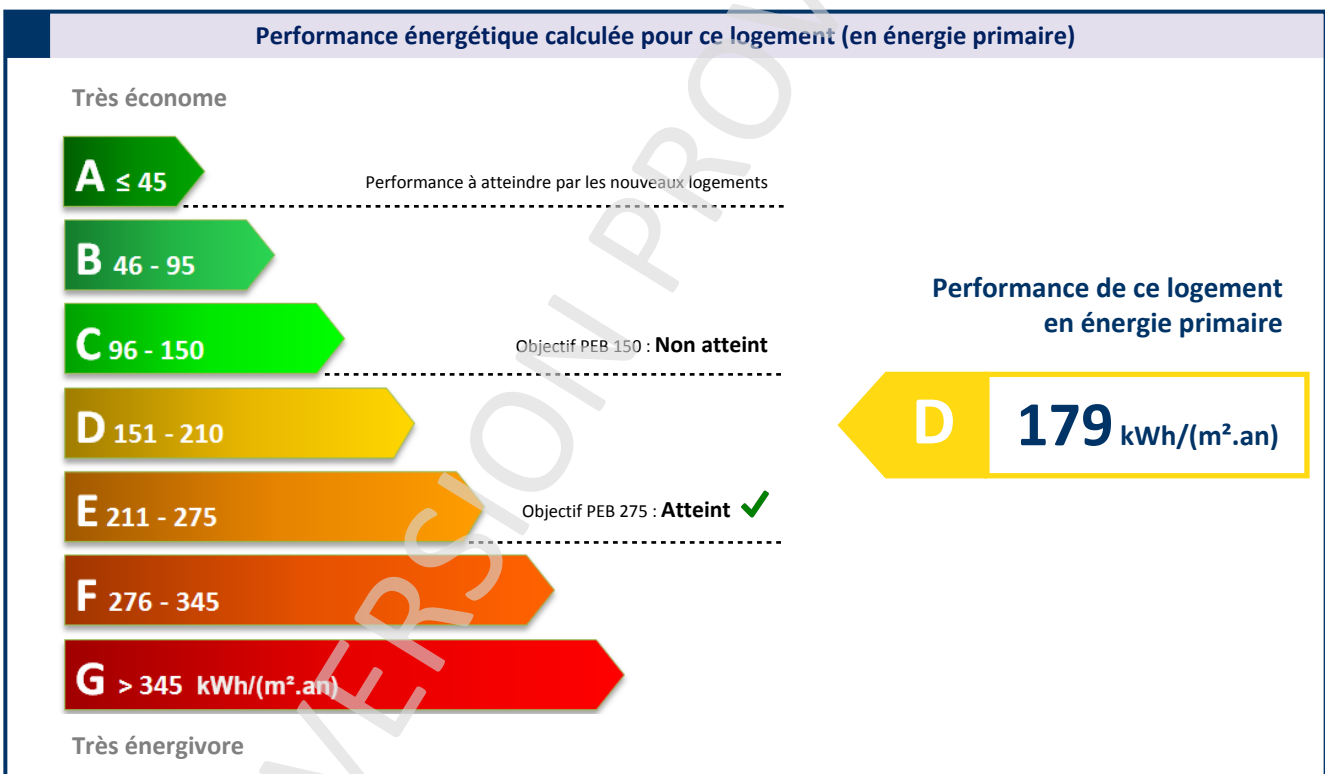 Performance énergétique calculée pour ce logement (en énergie primaire)
Très économe
A ≤ 45
Performance à atteindre par les nouveaux logements
B 46 - 95
C 96 - 150
Objectif PEB 150 : Non atteint
D 151 - 210
E 211 - 275
Objectif PEB 275 : Atteint ✓
F 276 - 345
G > 345 kWh/(m².an)
Très énergivore
Performance de ce logement
en énergie primaire
D 179 kWh/(m².an)
VERSION PROV